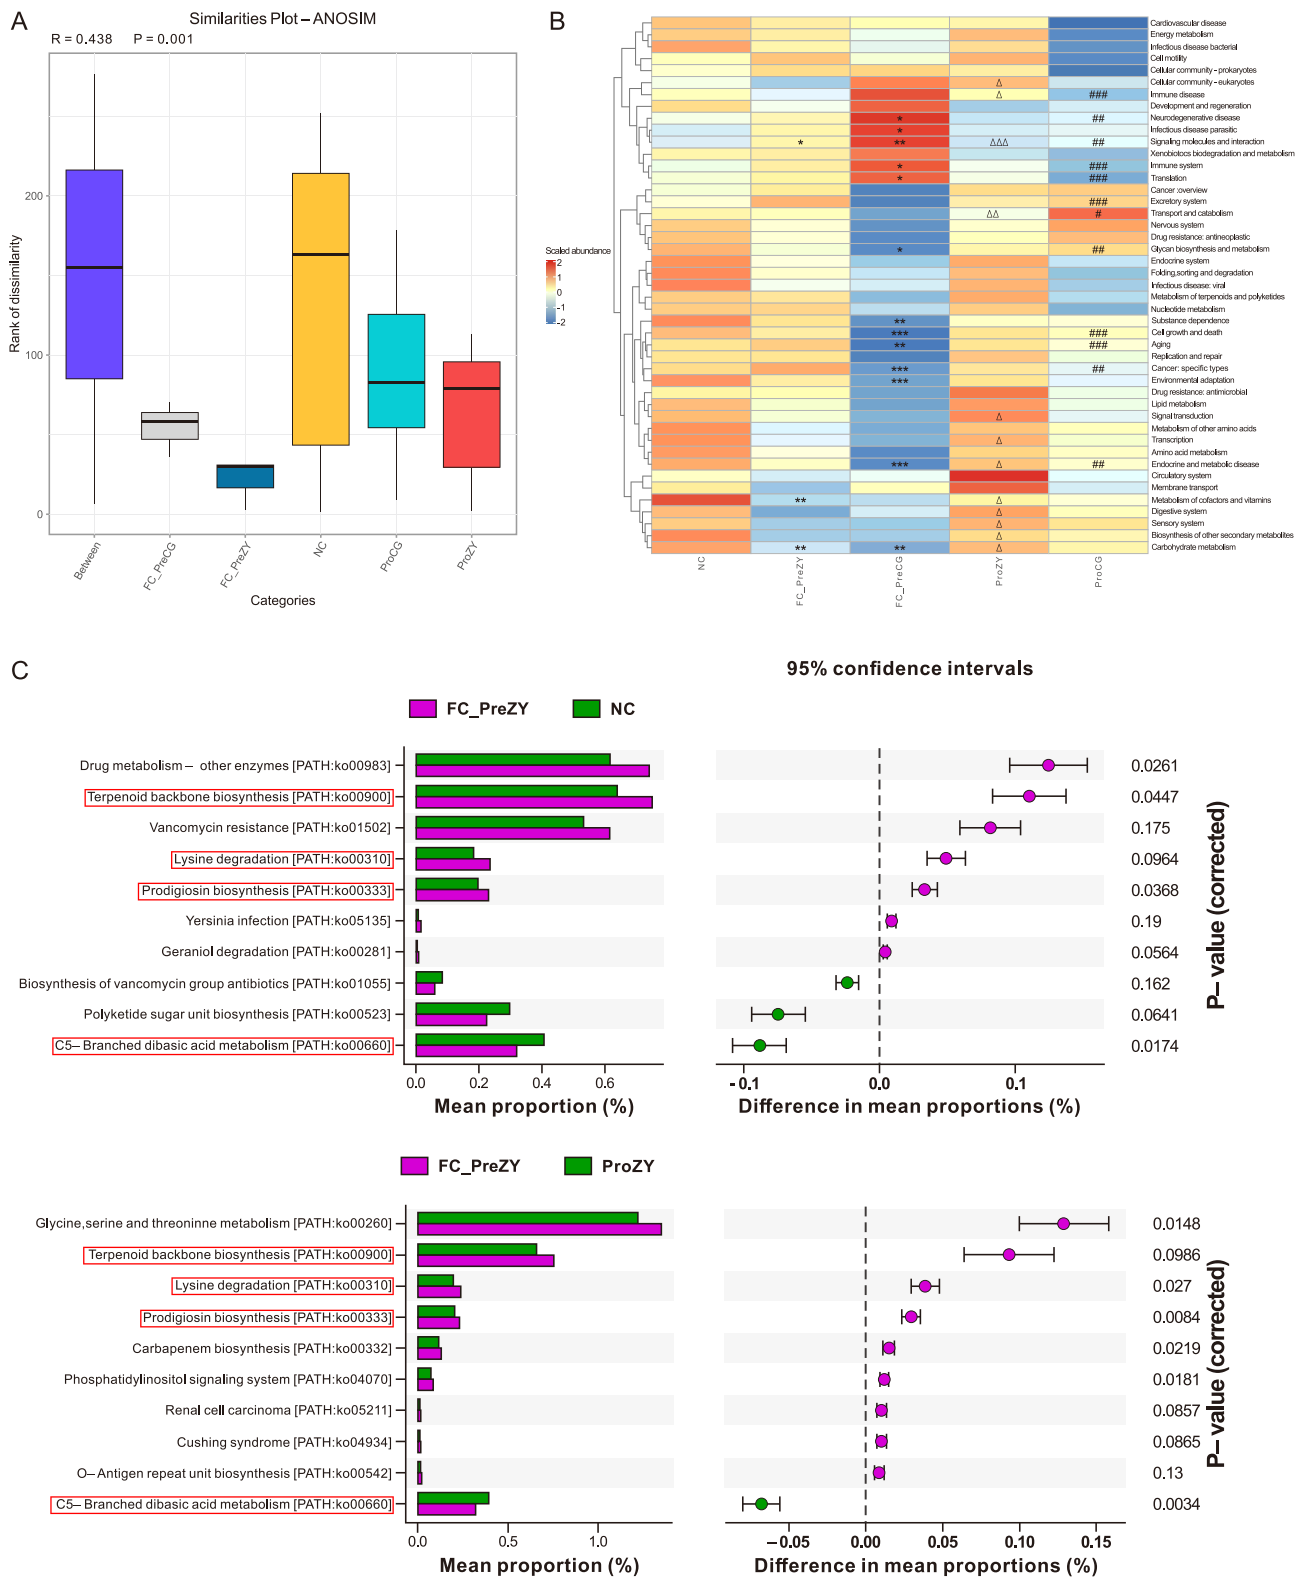 A
Similarities Plot – ANOSIM
R = 0.438 P = 0.001
Rank of dissimilarity
200
100
0
Between
FC_PreCG
FC_PreZY
NC
ProCG
ProZY
Categories
B
Scaled abundance
2
1
0
-1
-2
Cardiovascular disease
Energy metabolism
Infectious disease bacterial
Cell motility
Cellular community – prokaryotes
Δ Cellular community – eukaryotes
Δ ### Immune disease
Development and regeneration
* ## Neurodegenerative disease
* Infectious disease parasitic
* ** ΔΔΔ ## Signaling molecules and interaction
Xenobiotocs biodegradation and metabolism
* ### Immune system
* ### Translation
Cancer :overview
### Excretory system
ΔΔ # Transport and catabolism
Nervous system
Drug resistance: antineoplastic
* ## Glycan biosynthesis and metabolism
Endocrine system
Folding,sorting and degradation
Infectious disease: viral
Metabolism of terpenoids and polyketides
Nucleotide metabolism
** Substance dependence
*** ### Cell growth and death
** ### Aging
Replication and repair
*** ## Cancer: specific types
*** Environmental adaptation
Drug resistance: antimicrobial
Lipid metabolism
Δ Signal transduction
Metabolism of other amino acids
Δ Transcription
Amino acid metabolism
*** Δ ## Endocrine and metabolic disease
Circulatory system
Membrane transport
** Δ Metabolism of cofactors and vitamins
Δ Digestive system
Δ Sensory system
Δ Biosynthesis of other secondary metabolites
** ** Δ Carbohydrate metabolism
NC
FC_PreZY
FC_PreCG
ProZY
ProCG
C
95% confidence intervals
FC_PreZY NC
Drug metabolism – other enzymes [PATH:ko00983] 0.0261
Terpenoid backbone biosynthesis [PATH:ko00900] 0.0447
Vancomycin resistance [PATH:ko01502] 0.175
Lysine degradation [PATH:ko00310] 0.0964
Prodigiosin biosynthesis [PATH:ko00333] 0.0368
Yersinia infection [PATH:ko05135] 0.19
Geraniol degradation [PATH:ko00281] 0.0564
Biosynthesis of vancomycin group antibiotics [PATH:ko01055] 0.162
Polyketide sugar unit biosynthesis [PATH:ko00523] 0.0641
C5– Branched dibasic acid metabolism [PATH:ko00660] 0.0174
P– value (corrected)
0.0 0.2 0.4 0.6 -0.1 0.0 0.1
Mean proportion (%) Difference in mean proportions (%)
FC_PreZY ProZY
Glycine,serine and threoninne metabolism [PATH:ko00260] 0.0148
Terpenoid backbone biosynthesis [PATH:ko00900] 0.0986
Lysine degradation [PATH:ko00310] 0.027
Prodigiosin biosynthesis [PATH:ko00333] 0.0084
Carbapenem biosynthesis [PATH:ko00332] 0.0219
Phosphatidylinositol signaling system [PATH:ko04070] 0.0181
Renal cell carcinoma [PATH:ko05211] 0.0857
Cushing syndrome [PATH:ko04934] 0.0865
O– Antigen repeat unit biosynthesis [PATH:ko00542] 0.13
C5– Branched dibasic acid metabolism [PATH:ko00660] 0.0034
P– value (corrected)
0.0 0.5 1.0 −0.05 0.00 0.05 0.10 0.15
Mean proportion (%) Difference in mean proportions (%)